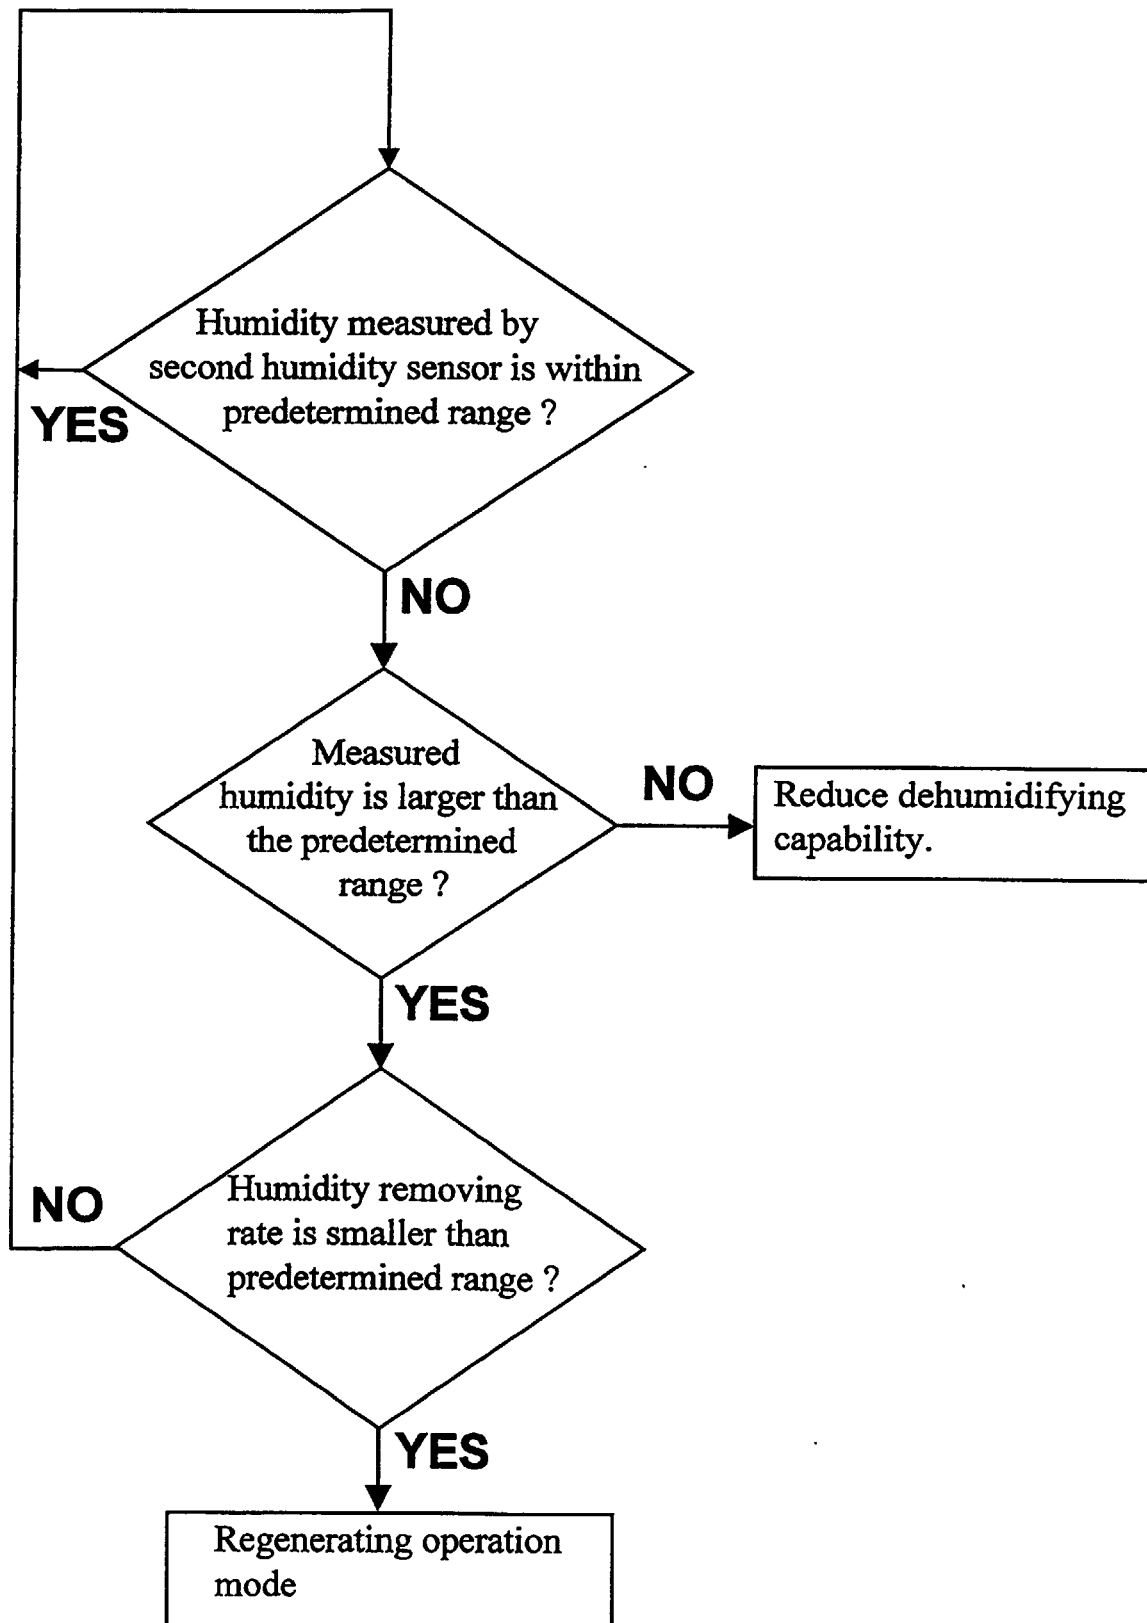 Humidity measured by
second humidity sensor is within
predetermined range ?
YES
NO
Measured
humidity is larger than
the predetermined
range ?
NO
Reduce dehumidifying
capability.
YES
Humidity removing
rate is smaller than
predetermined range ?
NO
YES
Regenerating operation
mode